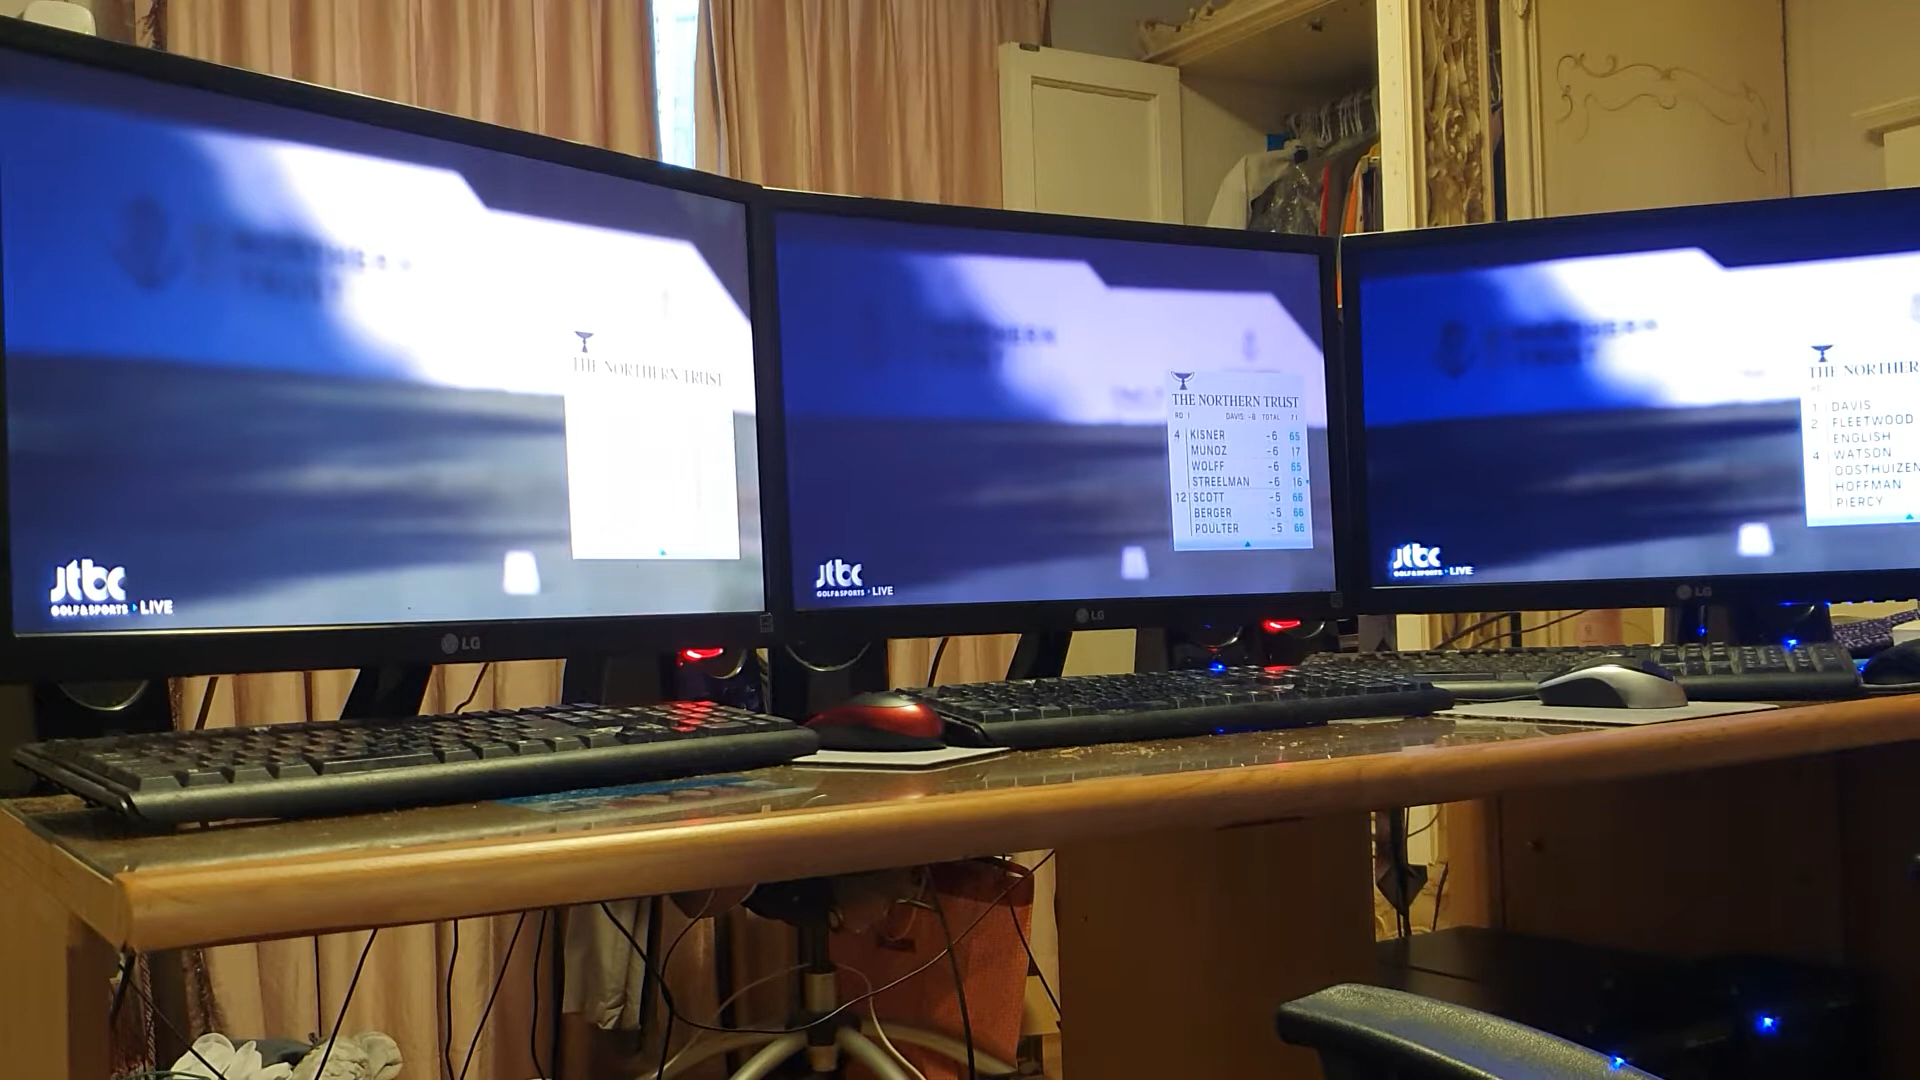 THE NORTHERN TRUST
jtbc
GOLF&SPORTS LIVE
LG
THE NORTHERN TRUST
RD 1 DAVIS -8 TOTAL 71
4 KISNER -6 65
MUNOZ -6 17
WOLFF -6 65
STREELMAN -6 16
12 SCOTT -5 66
BERGER -5 66
POULTER -5 66
jtbc
GOLF&SPORTS LIVE
LG
THE NORTHER
1 DAVIS
2 FLEETWOOD
ENGLISH
4 WATSON
OOSTHUIZEN
HOFFMAN
PIERCY
jtbc
GOLF&SPORTS LIVE
LG